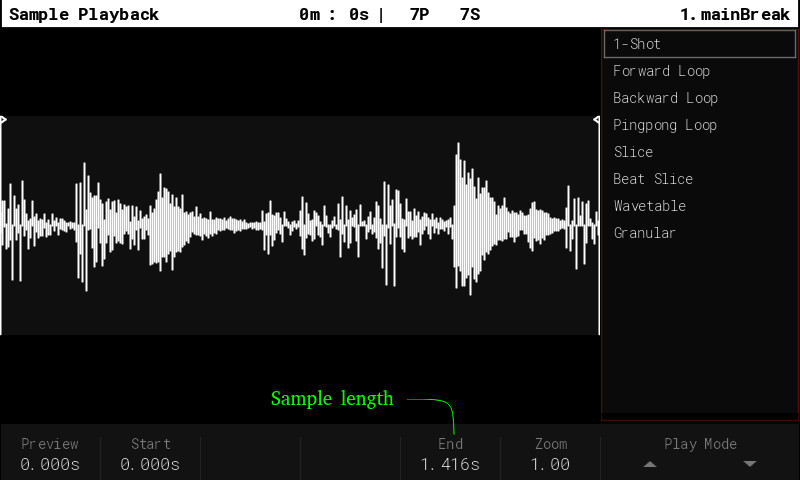 Sample Playback 0m : 0s | 7P 7S 1.mainBreak
1-Shot
Forward Loop
Backward Loop
Pingpong Loop
Slice
Beat Slice
Wavetable
Granular
Sample length
Preview Start End Zoom Play Mode
0.000s 0.000s 1.416s 1.00